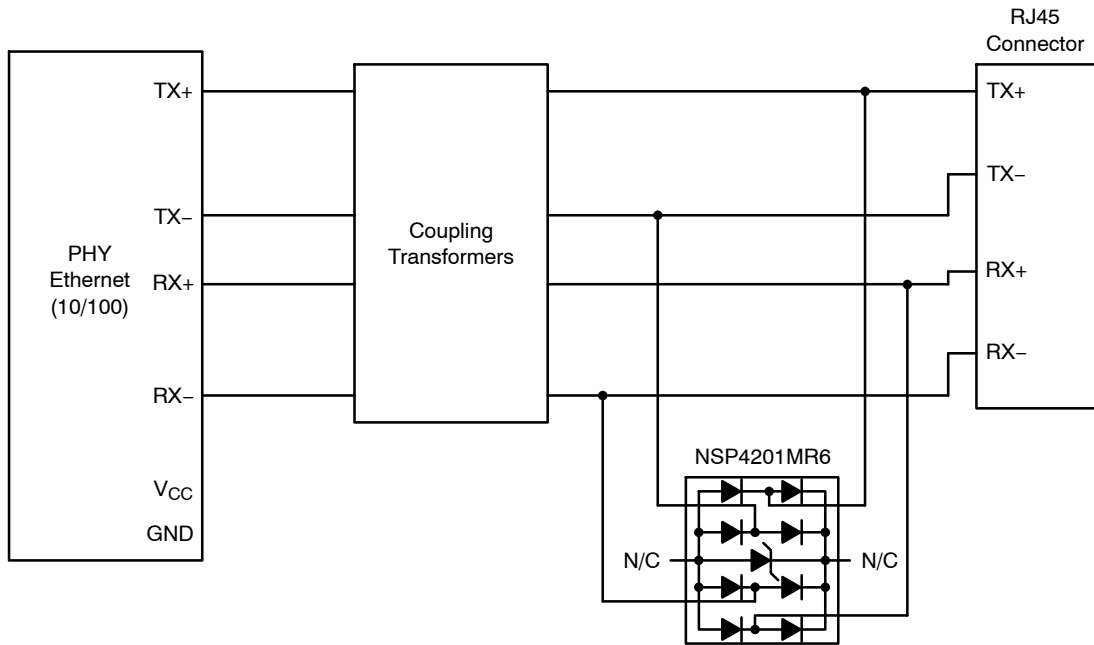 RJ45
Connector
TX+
TX−
PHY
Ethernet
(10/100)
RX+
RX−
VCC
GND
Coupling
Transformers
TX+
TX−
RX+
RX−
NSP4201MR6
N/C
N/C